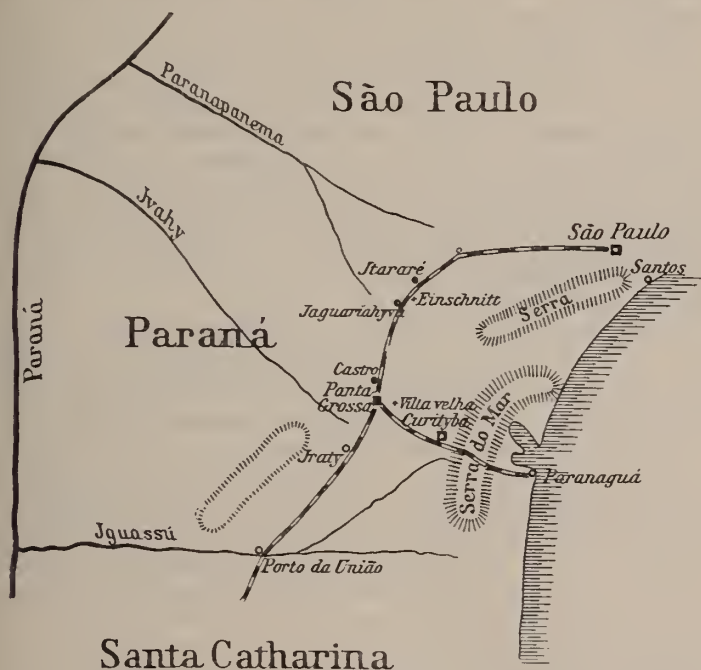 São Paulo
Paranapanema
Jvahy
São Paulo
Jtararé
Santos
Jaguariahyva
Einschnitt
Serra
Paraná
Paraná
Castro
Panta
Grossa
Villa velha
Curityba
Serra do Mar
Jraty
Paranaguá
Jguassú
Porto da União
Santa Catharina